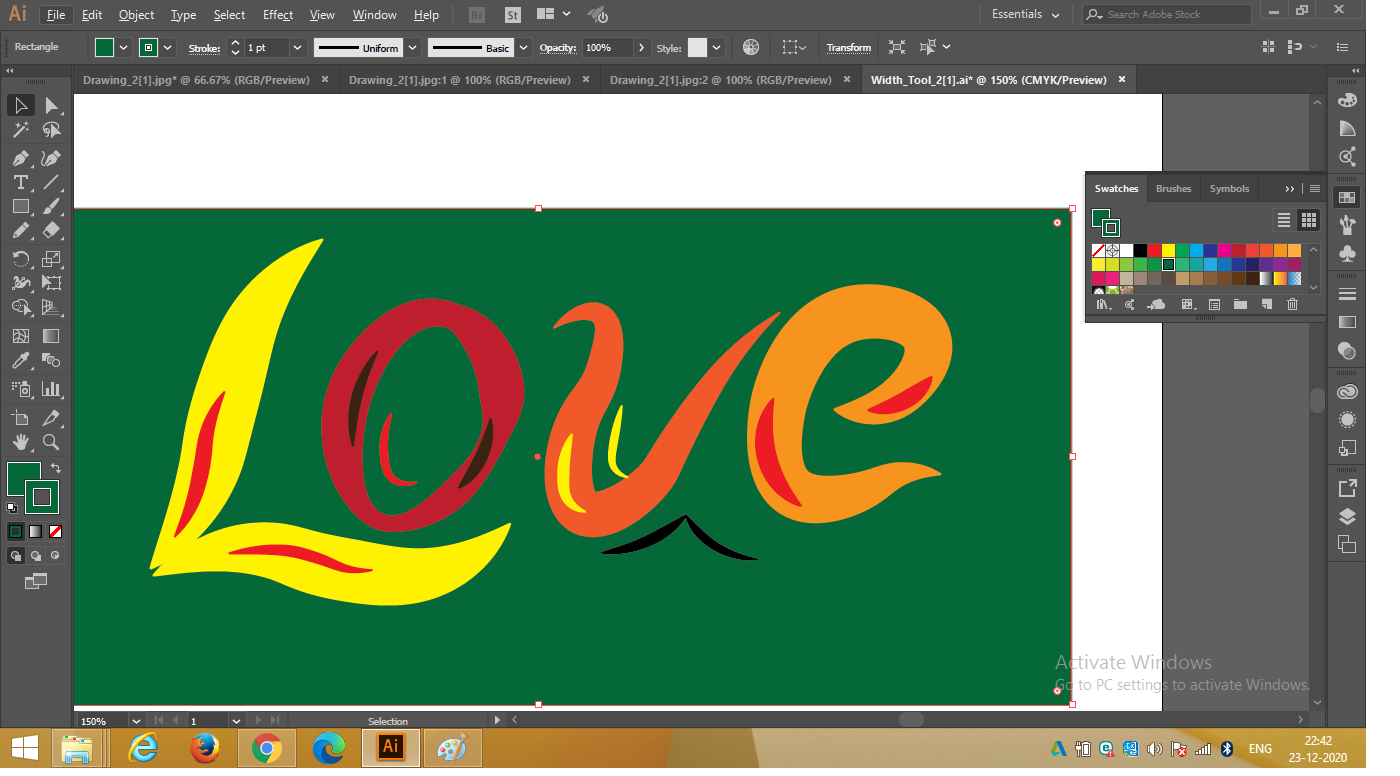 Ai File Edit Object Type Select Effect View Window Help Br St Essentials Search Adobe Stock
Rectangle Stroke: 1 pt Uniform Basic Opacity: 100% Style: Transform
Drawing_2[1].jpg* @ 66.67% (RGB/Preview) Drawing_2[1].jpg:1 @ 100% (RGB/Preview) Drawing_2[1].jpg:2 @ 100% (RGB/Preview) Width_Tool_2[1].ai* @ 150% (CMYK/Preview)
Swatches Brushes Symbols
Love
Activate Windows
Go to PC settings to activate Windows.
150% 1 Selection
Ai
ENG
22:42
23-12-2020